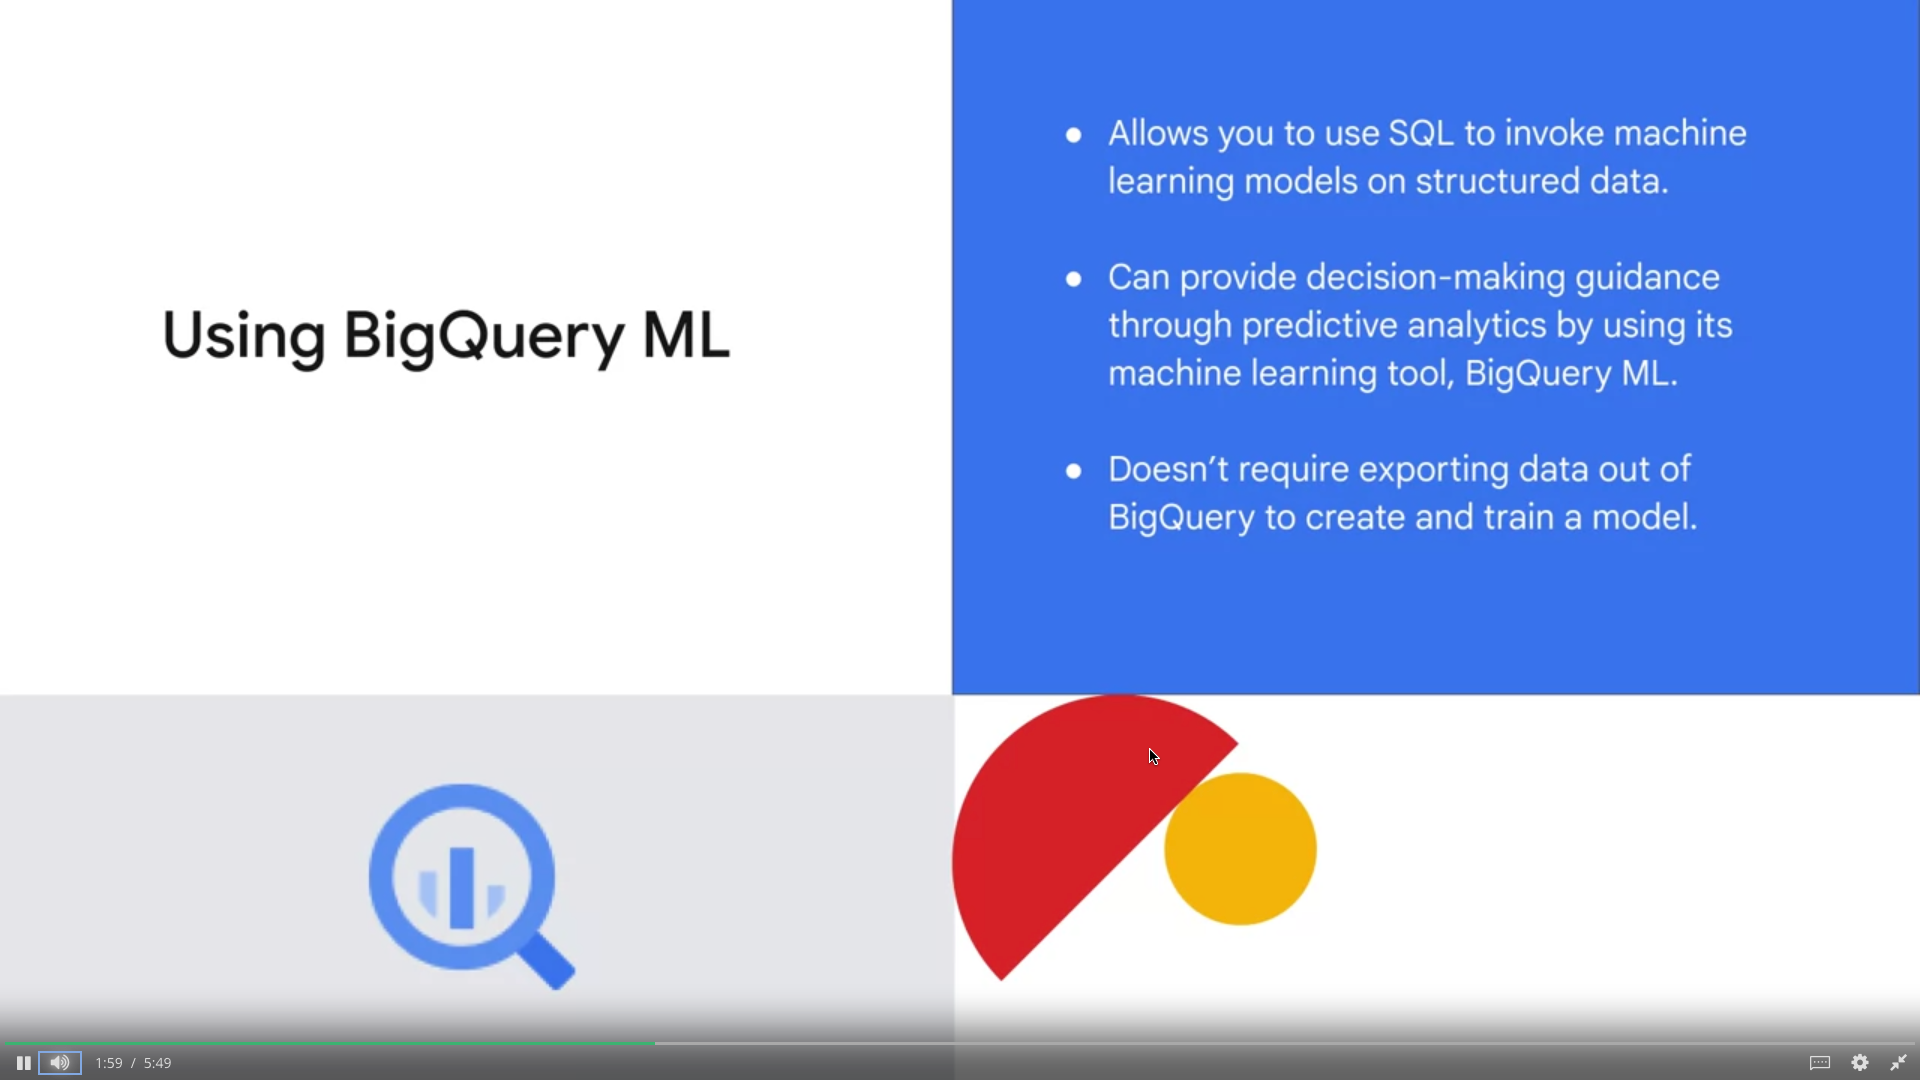 Using BigQuery ML
● Allows you to use SQL to invoke machine
learning models on structured data.
● Can provide decision-making guidance
through predictive analytics by using its
machine learning tool, BigQuery ML.
● Doesn’t require exporting data out of
BigQuery to create and train a model.
1:59 / 5:49